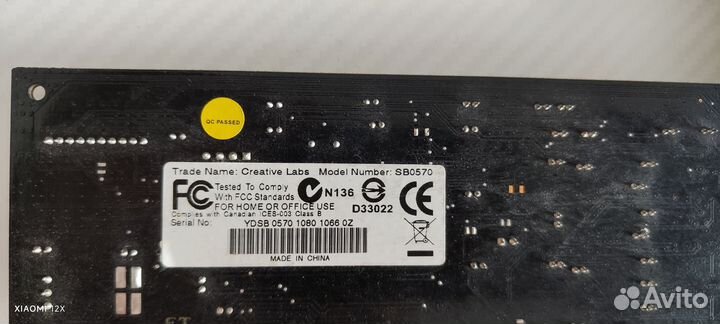 QC PASSED
Trade Name: Creative Labs Model Number: SB0570
FC Tested To Comply
With FCC Standards
FOR HOME OR OFFICE USE
N136
D33022
CE
Complies with Canadian ICES-003 Class B
Serial No: YDSB 0570 1080 1066 0Z
MADE IN CHINA
XIAOMI 12X
Avito